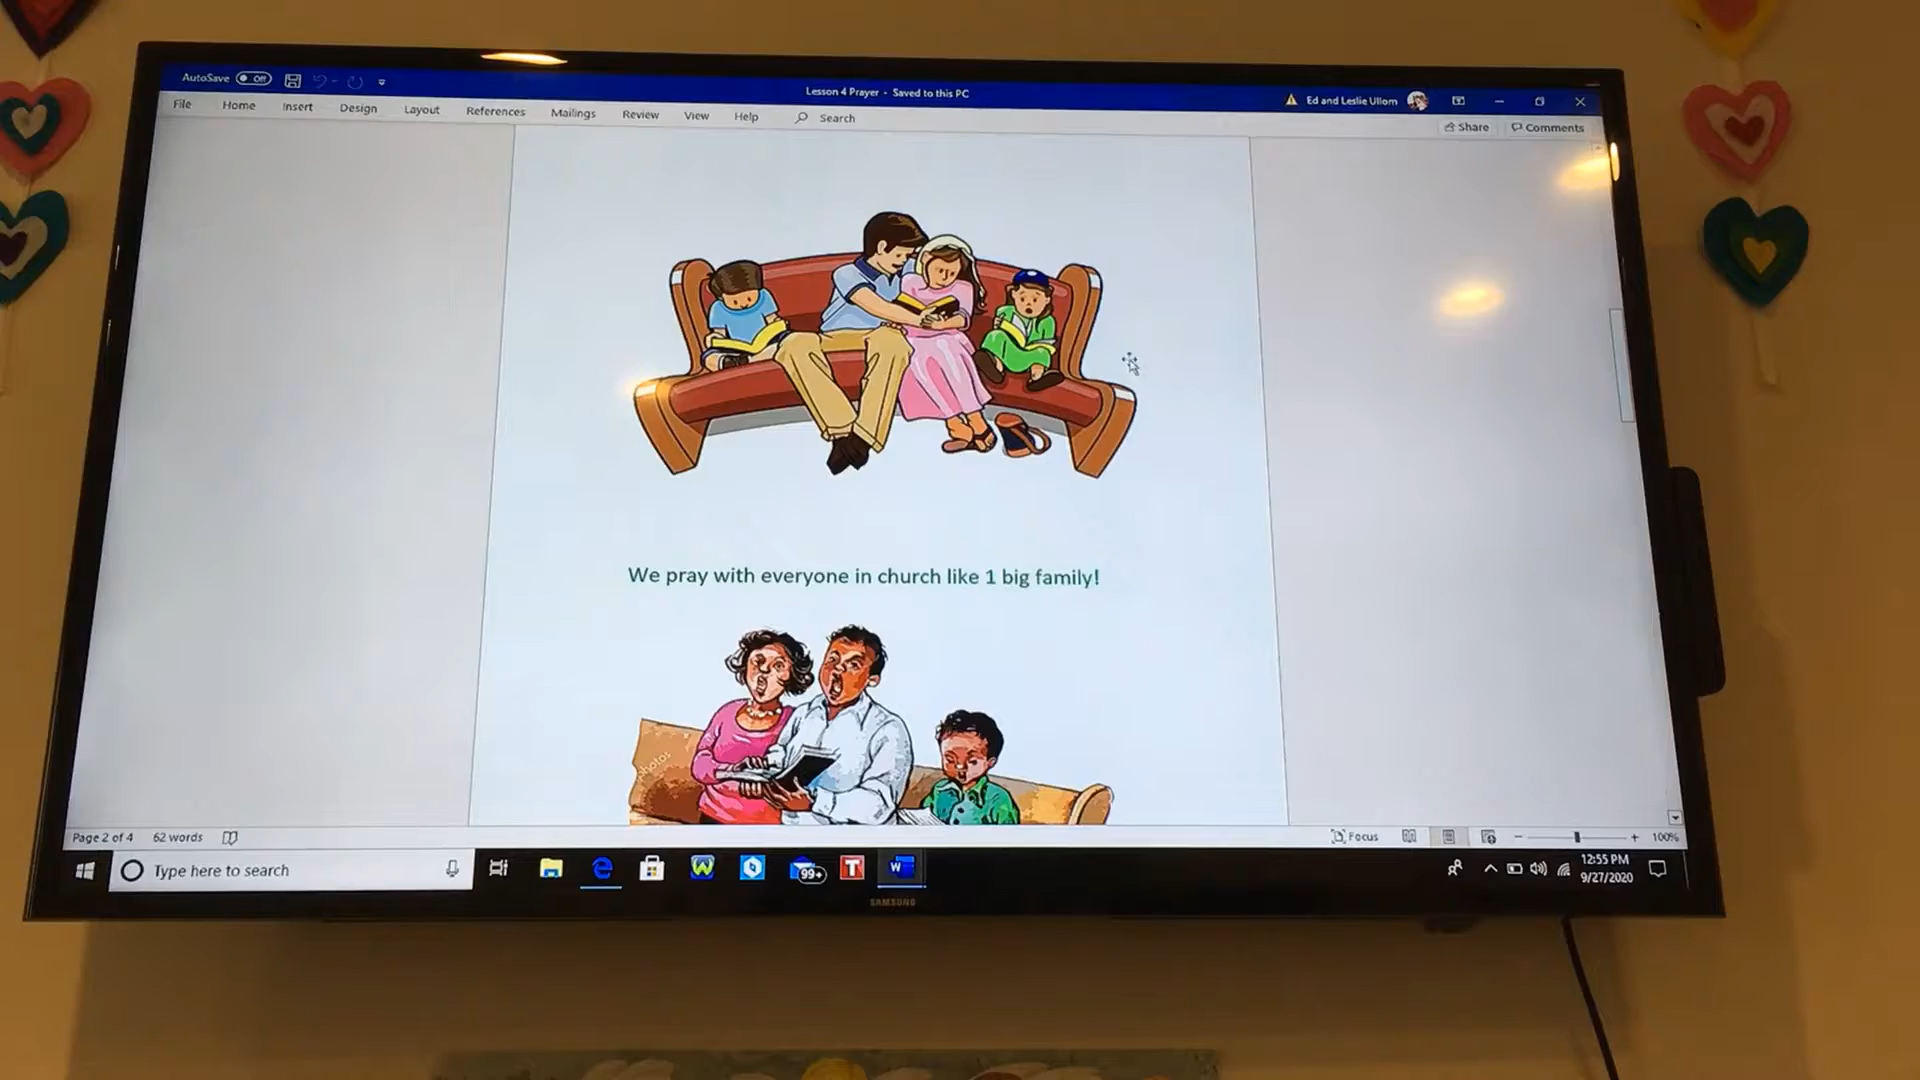 AutoSave Off
Lesson 4 Prayer - Saved to this PC
Ed and Leslie Ullom
File Home Insert Design Layout References Mailings Review View Help Search
Share Comments
We pray with everyone in church like 1 big family!
photos
Page 2 of 4 62 words
Focus
100%
Type here to search
99+
T
W
12:55 PM
9/27/2020
SAMSUNG